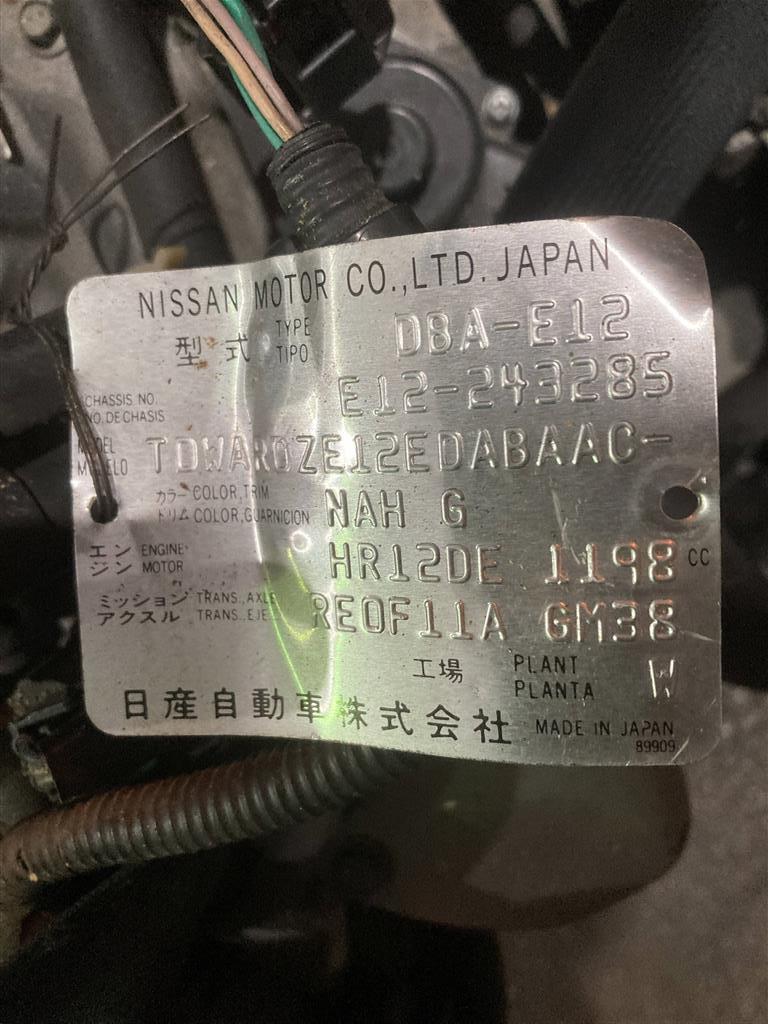 NISSAN MOTOR CO.,LTD. JAPAN
型式 TYPE TIPO DBA-E12
CHASSIS NO. NO. DE CHASIS E12-243285
MODEL MODELO TDWARDZE12EDABAAC-
カラー COLOR, TRIM
トリム COLOR, GUARNICION NAH G
エンジン ENGINE MOTOR HR12DE 1198 CC
ミッション TRANS., AXLE
アクスル TRANS., EJE RE0F11A GM38
工場 PLANT PLANTA W
日産自動車株式会社 MADE IN JAPAN
89909